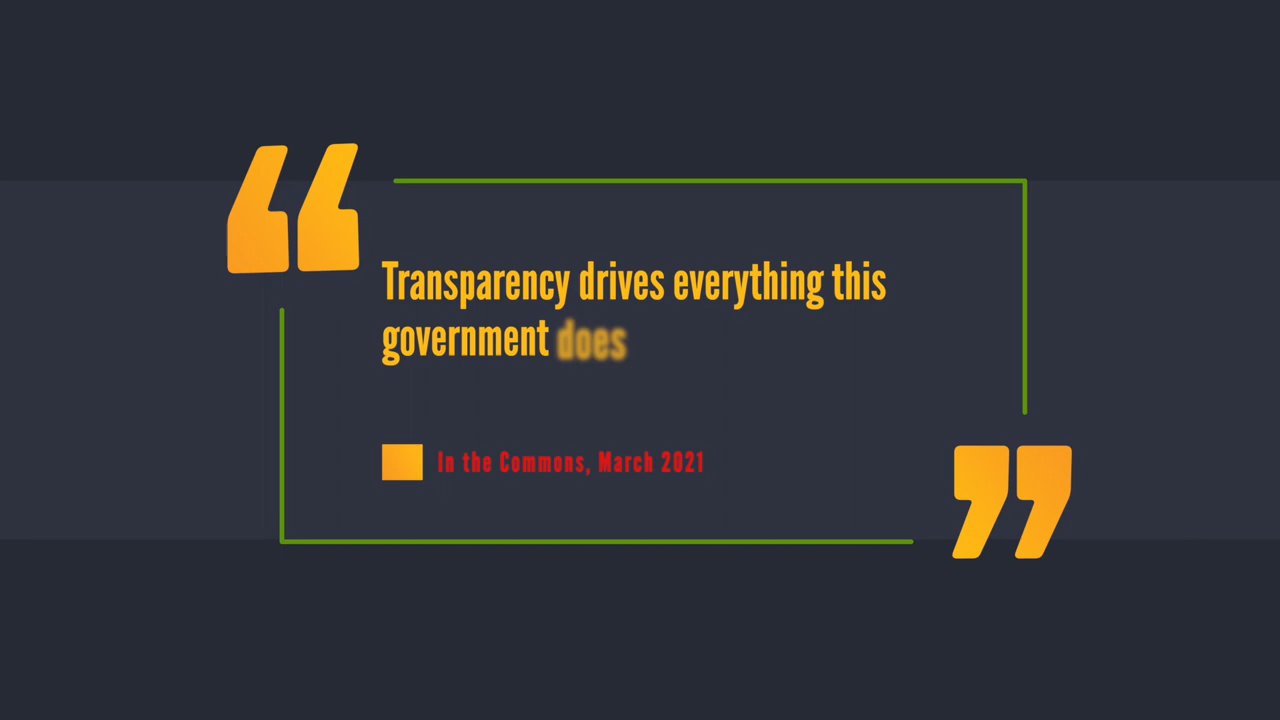 “
Transparency drives everything this
government does
In the Commons, March 2021
”